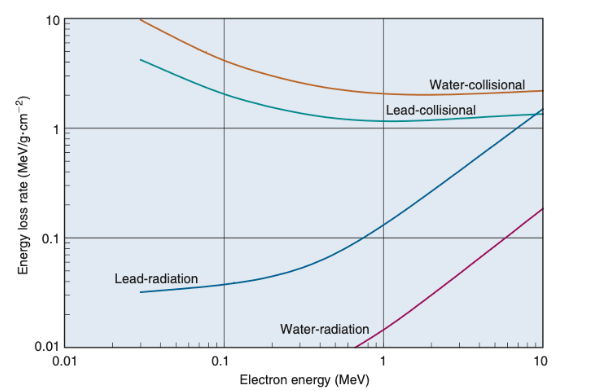 10
Water-collisional
Lead-collisional
1
Energy loss rate (MeV/g·cm⁻²)
0.1
Lead-radiation
Water-radiation
0.01
0.01 0.1 1 10
Electron energy (MeV)